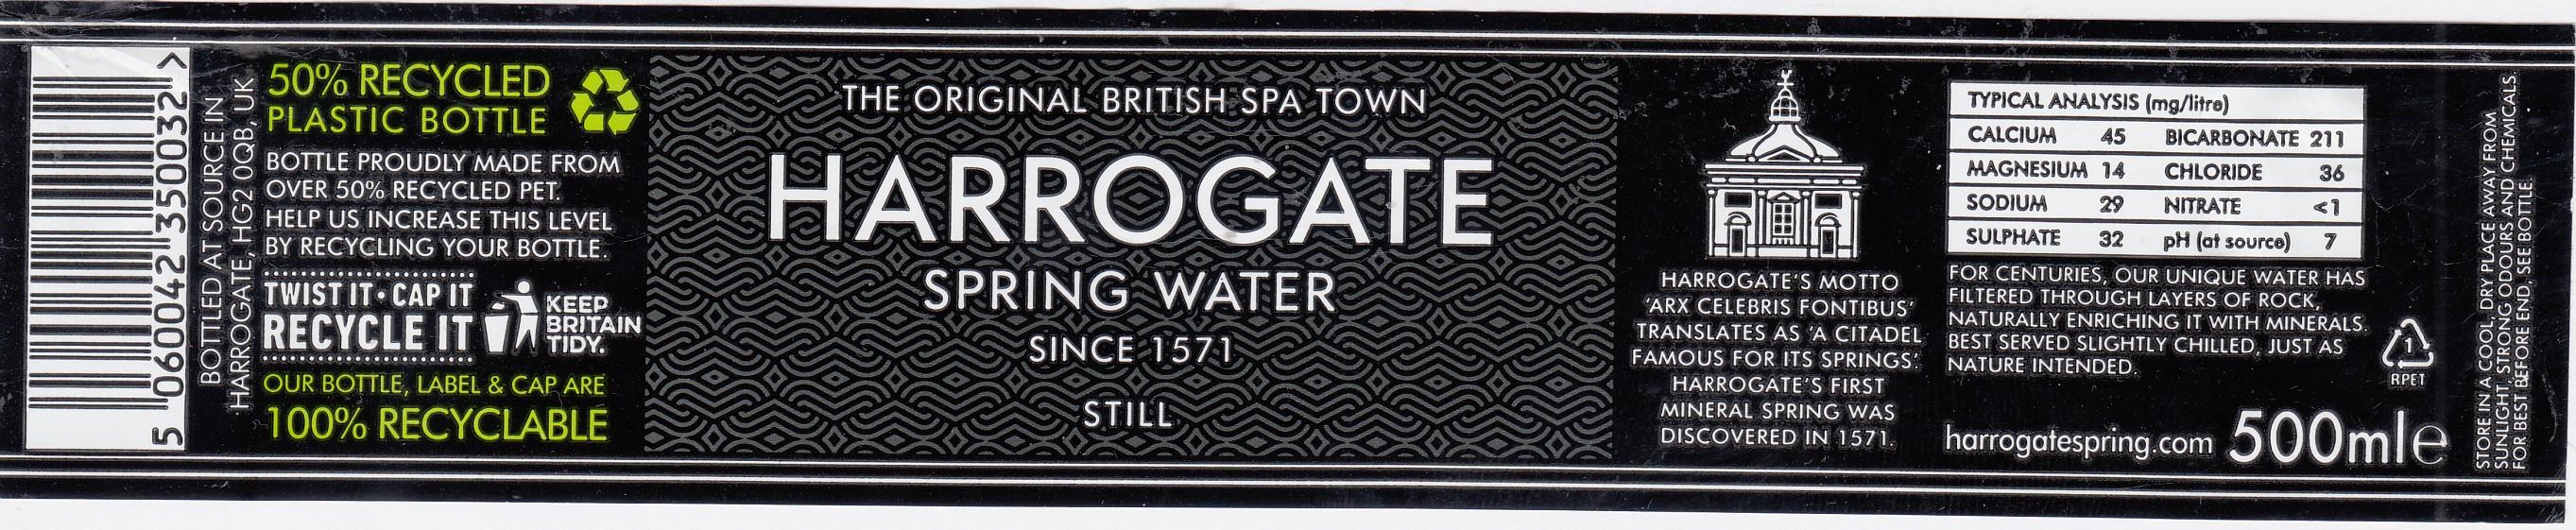 5 060042 350032 >
BOTTLED AT SOURCE IN
HARROGATE, HG2 0QB, UK
50% RECYCLED
PLASTIC BOTTLE
BOTTLE PROUDLY MADE FROM
OVER 50% RECYCLED PET.
HELP US INCREASE THIS LEVEL
BY RECYCLING YOUR BOTTLE.
TWIST IT • CAP IT
RECYCLE IT
KEEP
BRITAIN
TIDY.
OUR BOTTLE, LABEL & CAP ARE
100% RECYCLABLE
THE ORIGINAL BRITISH SPA TOWN
HARROGATE
SPRING WATER
SINCE 1571
STILL
HARROGATE'S MOTTO
'ARX CELEBRIS FONTIBUS'
TRANSLATES AS 'A CITADEL
FAMOUS FOR ITS SPRINGS'.
HARROGATE'S FIRST
MINERAL SPRING WAS
DISCOVERED IN 1571.
TYPICAL ANALYSIS (mg/litre)
CALCIUM 45 BICARBONATE 211
MAGNESIUM 14 CHLORIDE 36
SODIUM 29 NITRATE <1
SULPHATE 32 pH (at source) 7
FOR CENTURIES, OUR UNIQUE WATER HAS
FILTERED THROUGH LAYERS OF ROCK,
NATURALLY ENRICHING IT WITH MINERALS.
BEST SERVED SLIGHTLY CHILLED, JUST AS
NATURE INTENDED.
1
RPET
harrogatespring.com 500ml℮
STORE IN A COOL, DRY PLACE AWAY FROM
SUNLIGHT, STRONG ODOURS AND CHEMICALS.
FOR BEST BEFORE END, SEE BOTTLE.